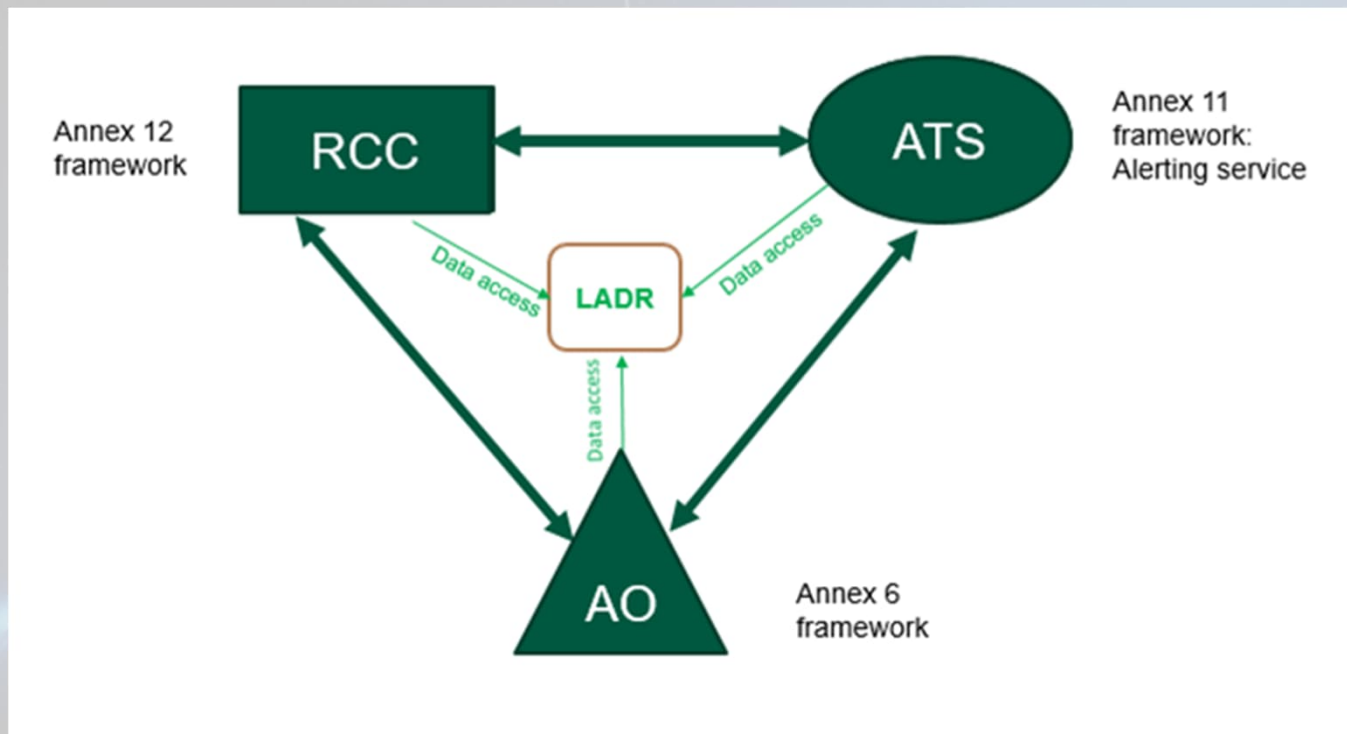 Annex 12
framework
RCC
ATS
Annex 11
framework:
Alerting service
Data access
LADR
Data access
Data access
AO
Annex 6
framework